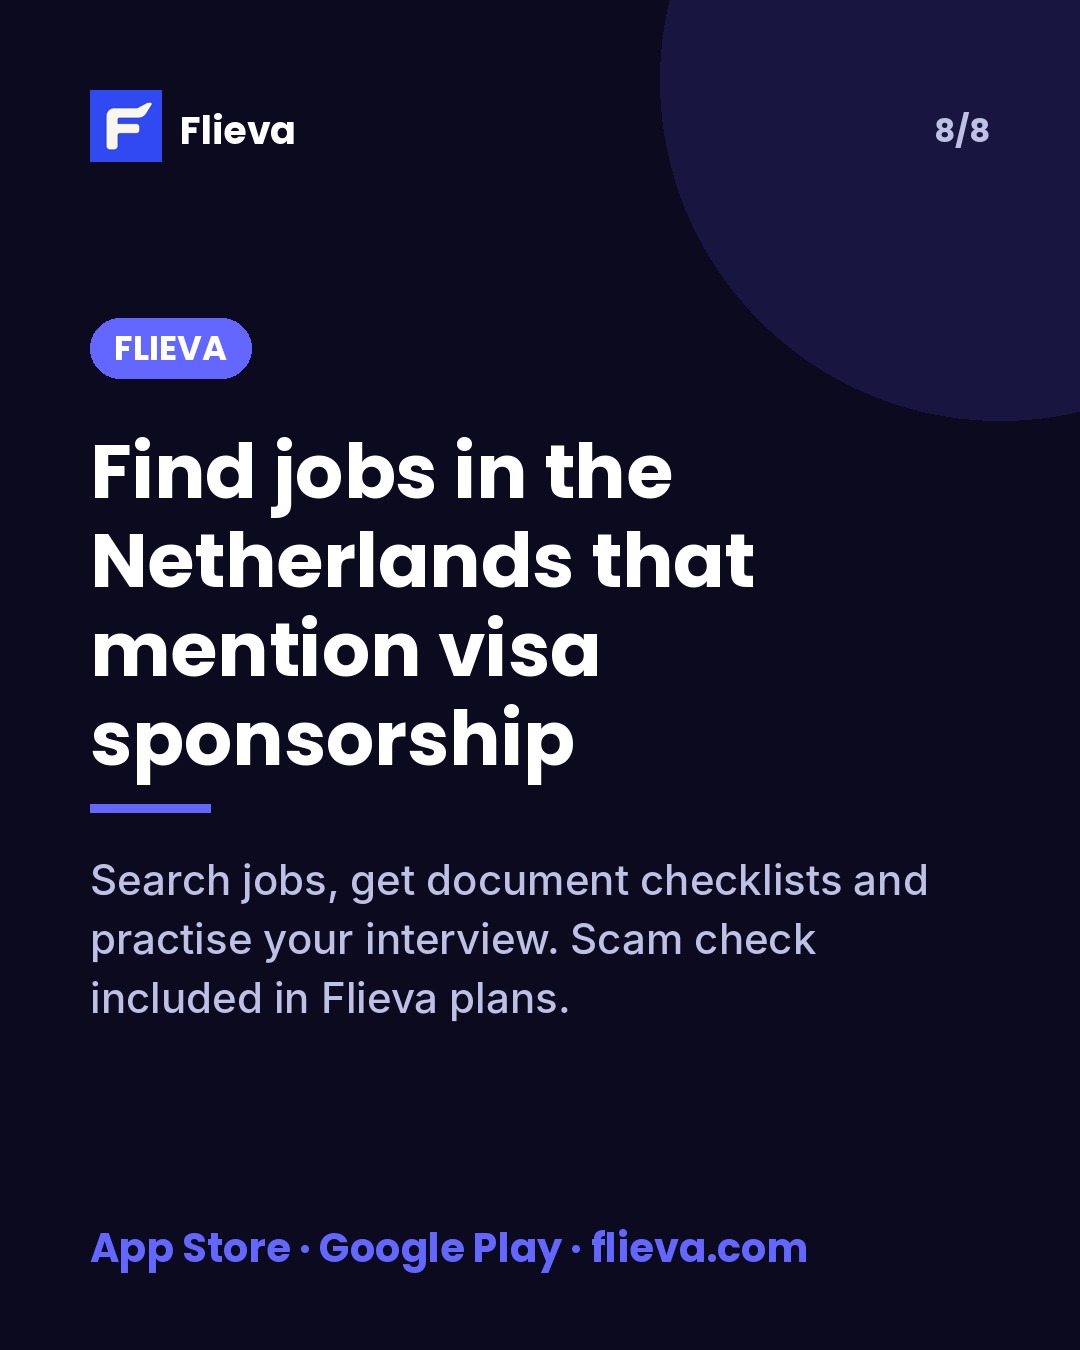 Flieva
8/8
FLIEVA
Find jobs in the
Netherlands that
mention visa
sponsorship
Search jobs, get document checklists and
practise your interview. Scam check
included in Flieva plans.
App Store · Google Play · flieva.com